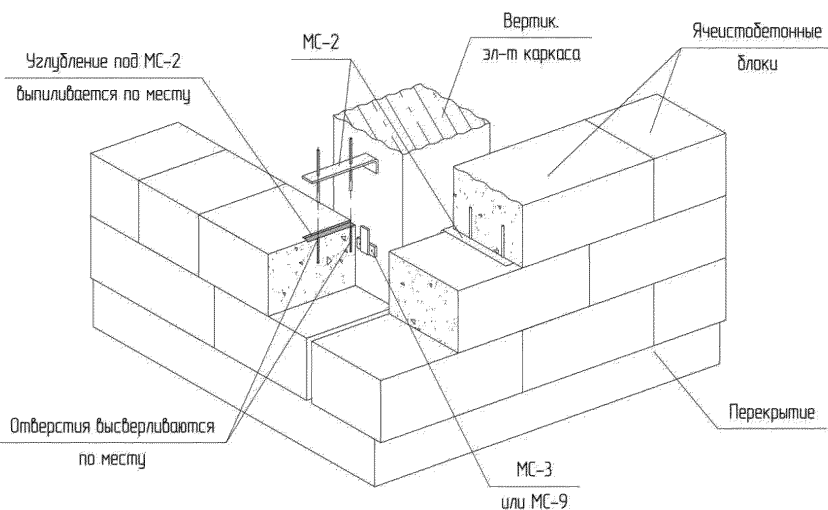 Углубление под МС-2
выпиливается по месту
МС-2
Вертик.
эл-т каркаса
Ячеистобетонные
блоки
Отверстия высверливаются
по месту
МС-3
или МС-9
Перекрытие